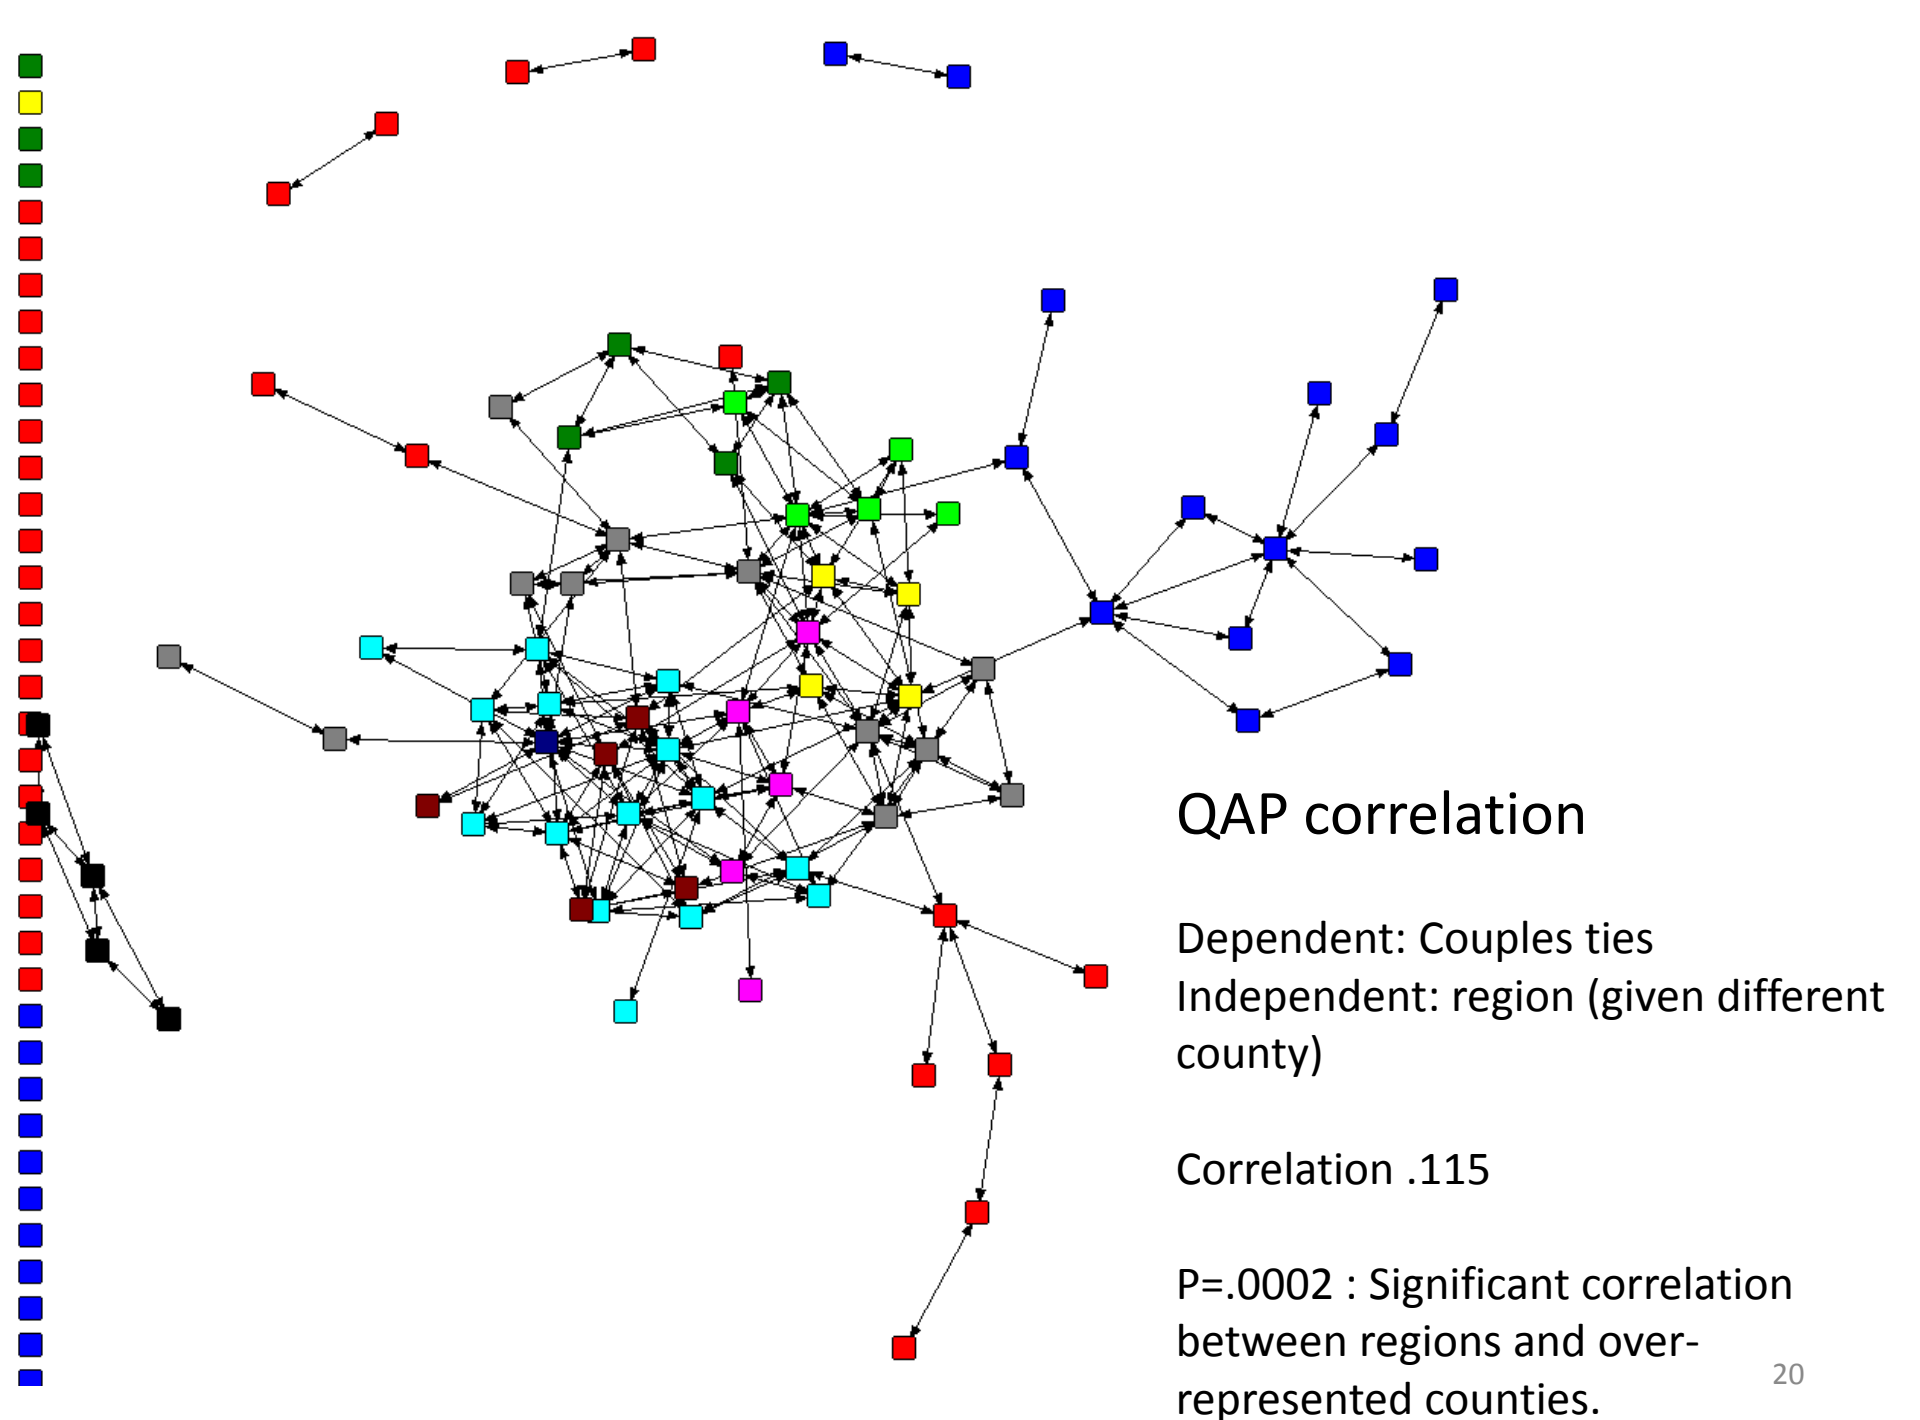 QAP correlation
Dependent: Couples ties
Independent: region (given different
county)
Correlation .115
P=.0002 : Significant correlation
between regions and over-
represented counties.
20